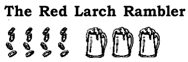 The Red Larch Rambler